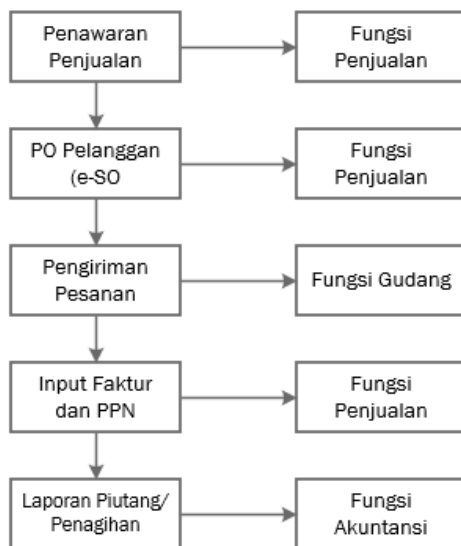 Penawaran
Penjualan
Fungsi
Penjualan
PO Pelanggan
(e-SO
Fungsi
Penjualan
Pengiriman
Pesanan
Fungsi Gudang
Input Faktur
dan PPN
Fungsi
Penjualan
Laporan Piutang/
Penagihan
Fungsi
Akuntansi